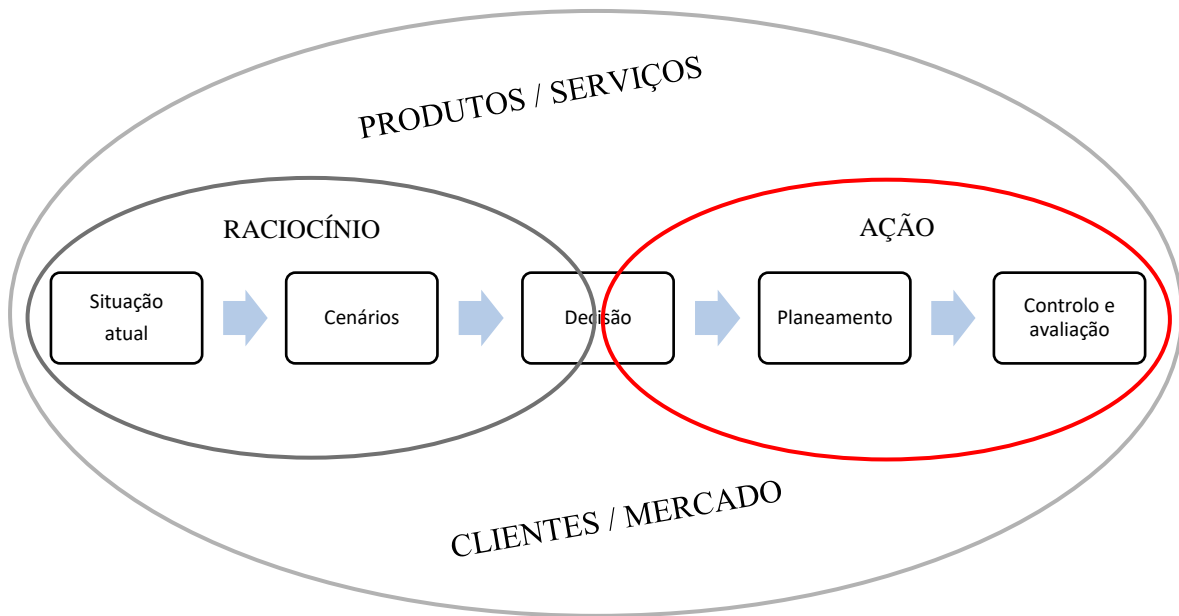 PRODUTOS / SERVIÇOS
RACIOCÍNIO
AÇÃO
Situação
atual
Cenários
Decisão
Planeamento
Controlo e
avaliação
CLIENTES / MERCADO